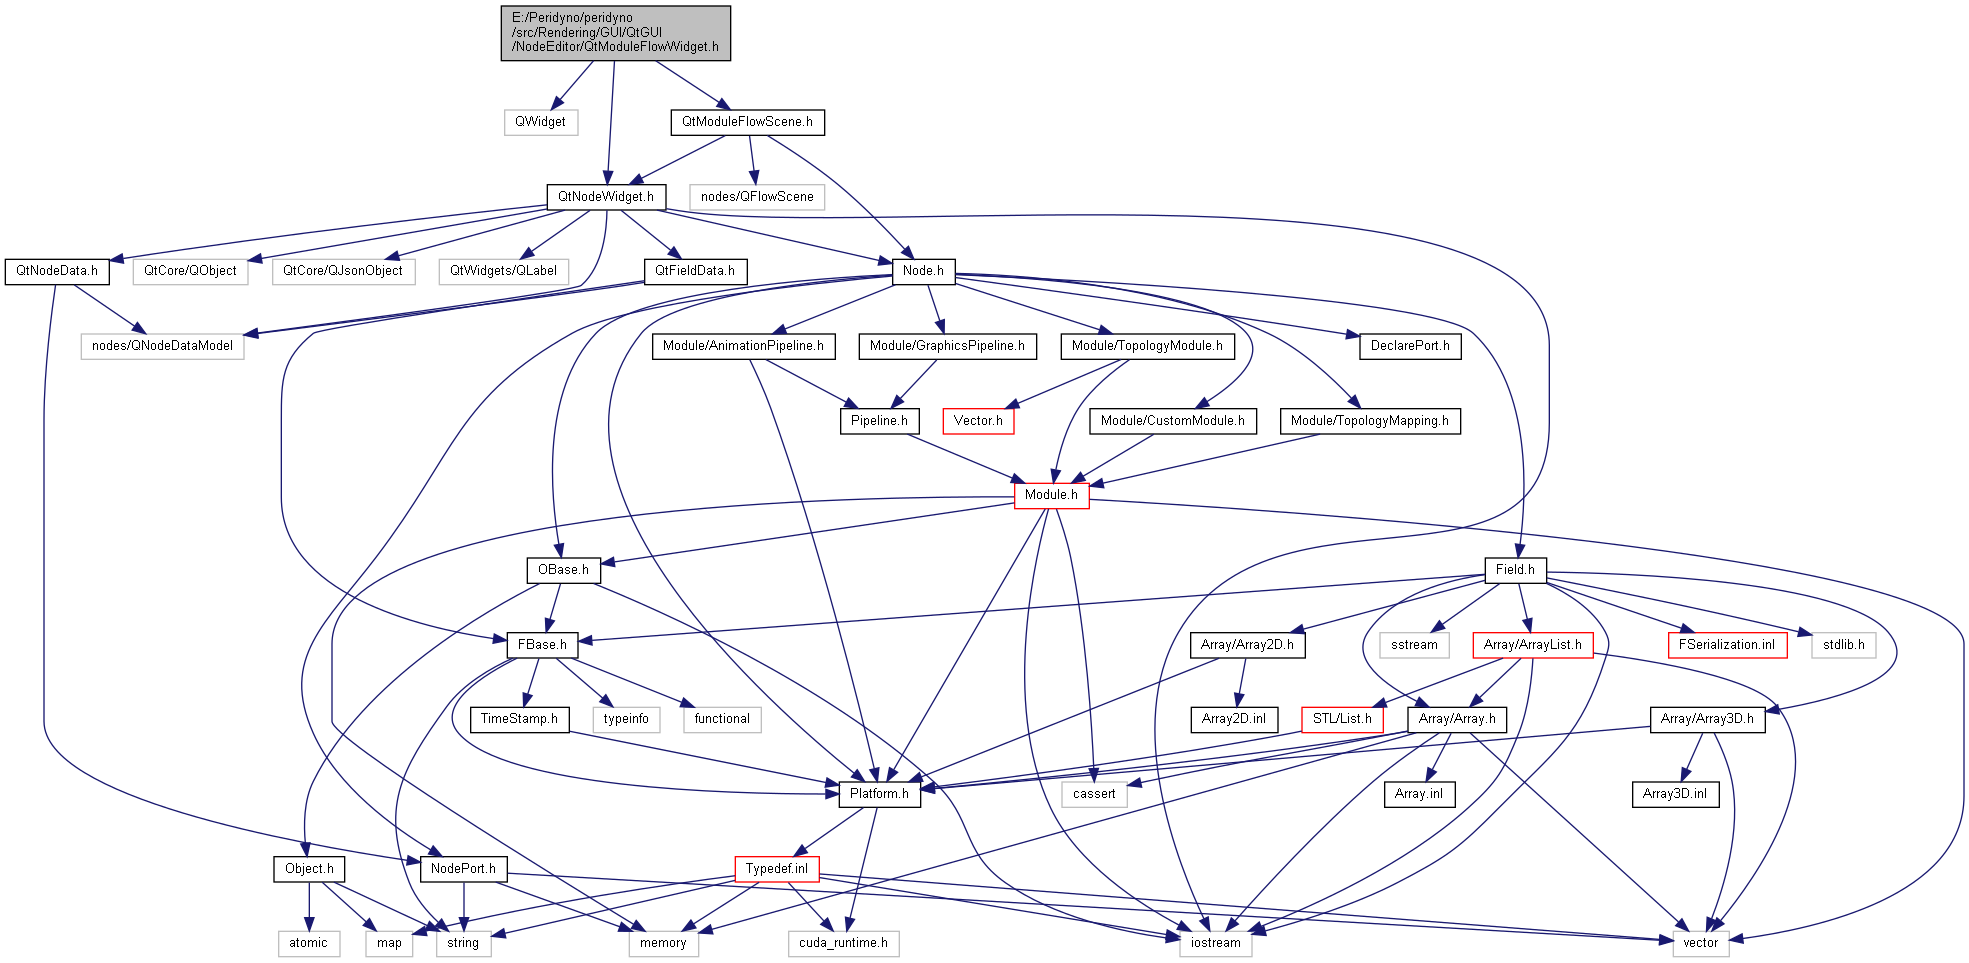 E:/Peridyno/peridyno
/src/Rendering/GUI/QtGUI
/NodeEditor/QtModuleFlowWidget.h
QWidget
QtModuleFlowScene.h
QtNodeWidget.h
nodes/QFlowScene
QtNodeData.h
QtCore/QObject
QtCore/QJsonObject
QtWidgets/QLabel
QtFieldData.h
Node.h
nodes/QNodeDataModel
Module/AnimationPipeline.h
Module/GraphicsPipeline.h
Module/TopologyModule.h
DeclarePort.h
Pipeline.h
Vector.h
Module/CustomModule.h
Module/TopologyMapping.h
Module.h
OBase.h
Field.h
FBase.h
Array/Array2D.h
sstream
Array/ArrayList.h
FSerialization.inl
stdlib.h
TimeStamp.h
typeinfo
functional
Array2D.inl
STL/List.h
Array/Array.h
Array/Array3D.h
Platform.h
cassert
Array.inl
Array3D.inl
Object.h
NodePort.h
Typedef.inl
atomic
map
string
memory
cuda_runtime.h
iostream
vector